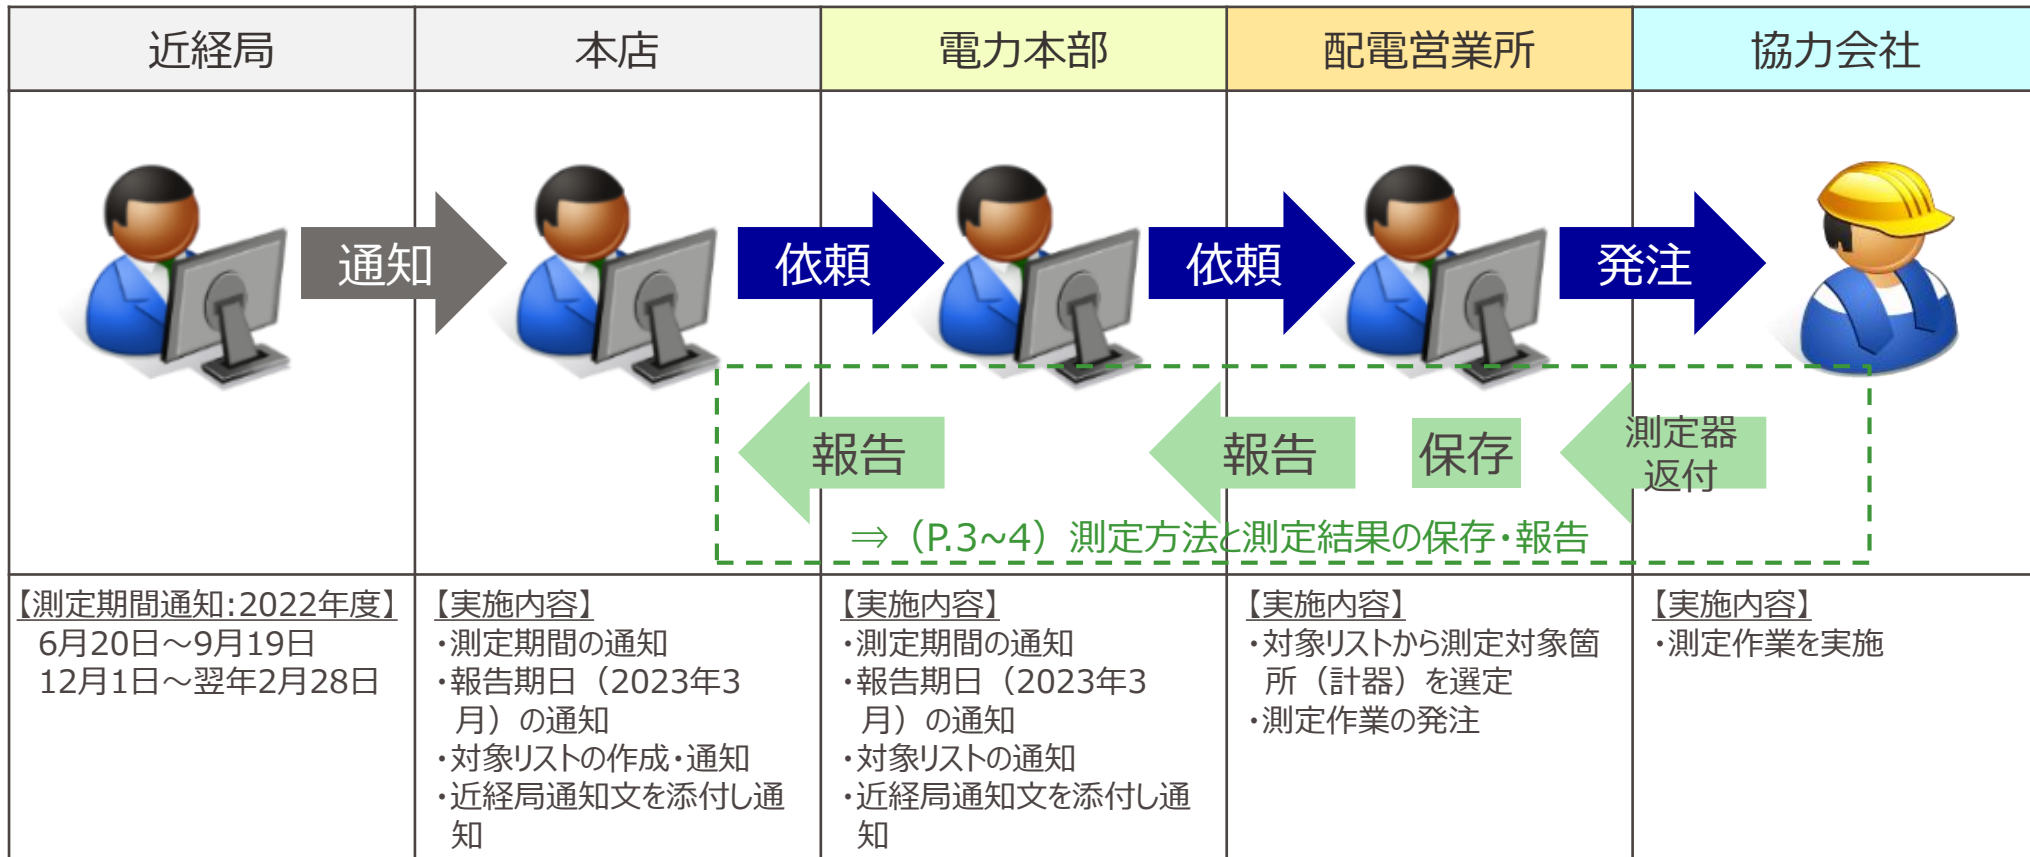 近経局
本店
電力本部
配電営業所
協力会社
通知
依頼
依頼
発注
報告
報告
保存
測定器
返付
⇒（P.3~4）測定方法と測定結果の保存・報告
【測定期間通知:2022年度】
6月20日～9月19日
12月1日～翌年2月28日
【実施内容】
・測定期間の通知
・報告期日（2023年3
月）の通知
・対象リストの作成・通知
・近経局通知文を添付し通
知
【実施内容】
・測定期間の通知
・報告期日（2023年3
月）の通知
・対象リストの通知
・近経局通知文を添付し通
知
【実施内容】
・対象リストから測定対象箇
所（計器）を選定
・測定作業の発注
【実施内容】
・測定作業を実施